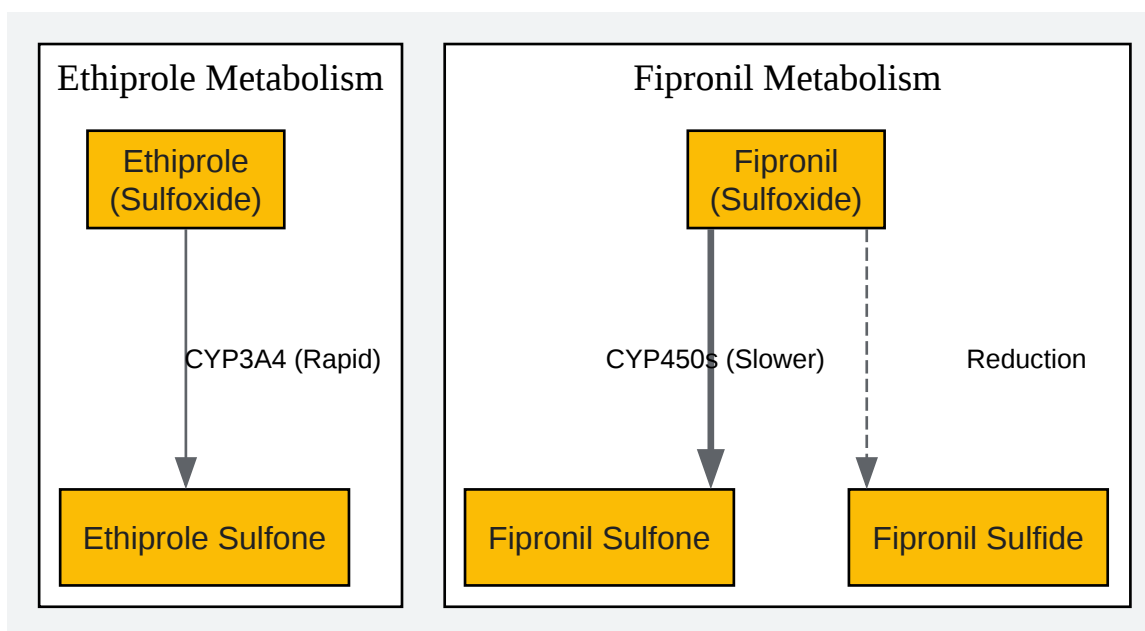 Ethiprole Metabolism
Ethiprole
(Sulfoxide)
CYP3A4 (Rapid)
Ethiprole Sulfone
Fipronil Metabolism
Fipronil
(Sulfoxide)
CYP450s (Slower)
Reduction
Fipronil Sulfone
Fipronil Sulfide